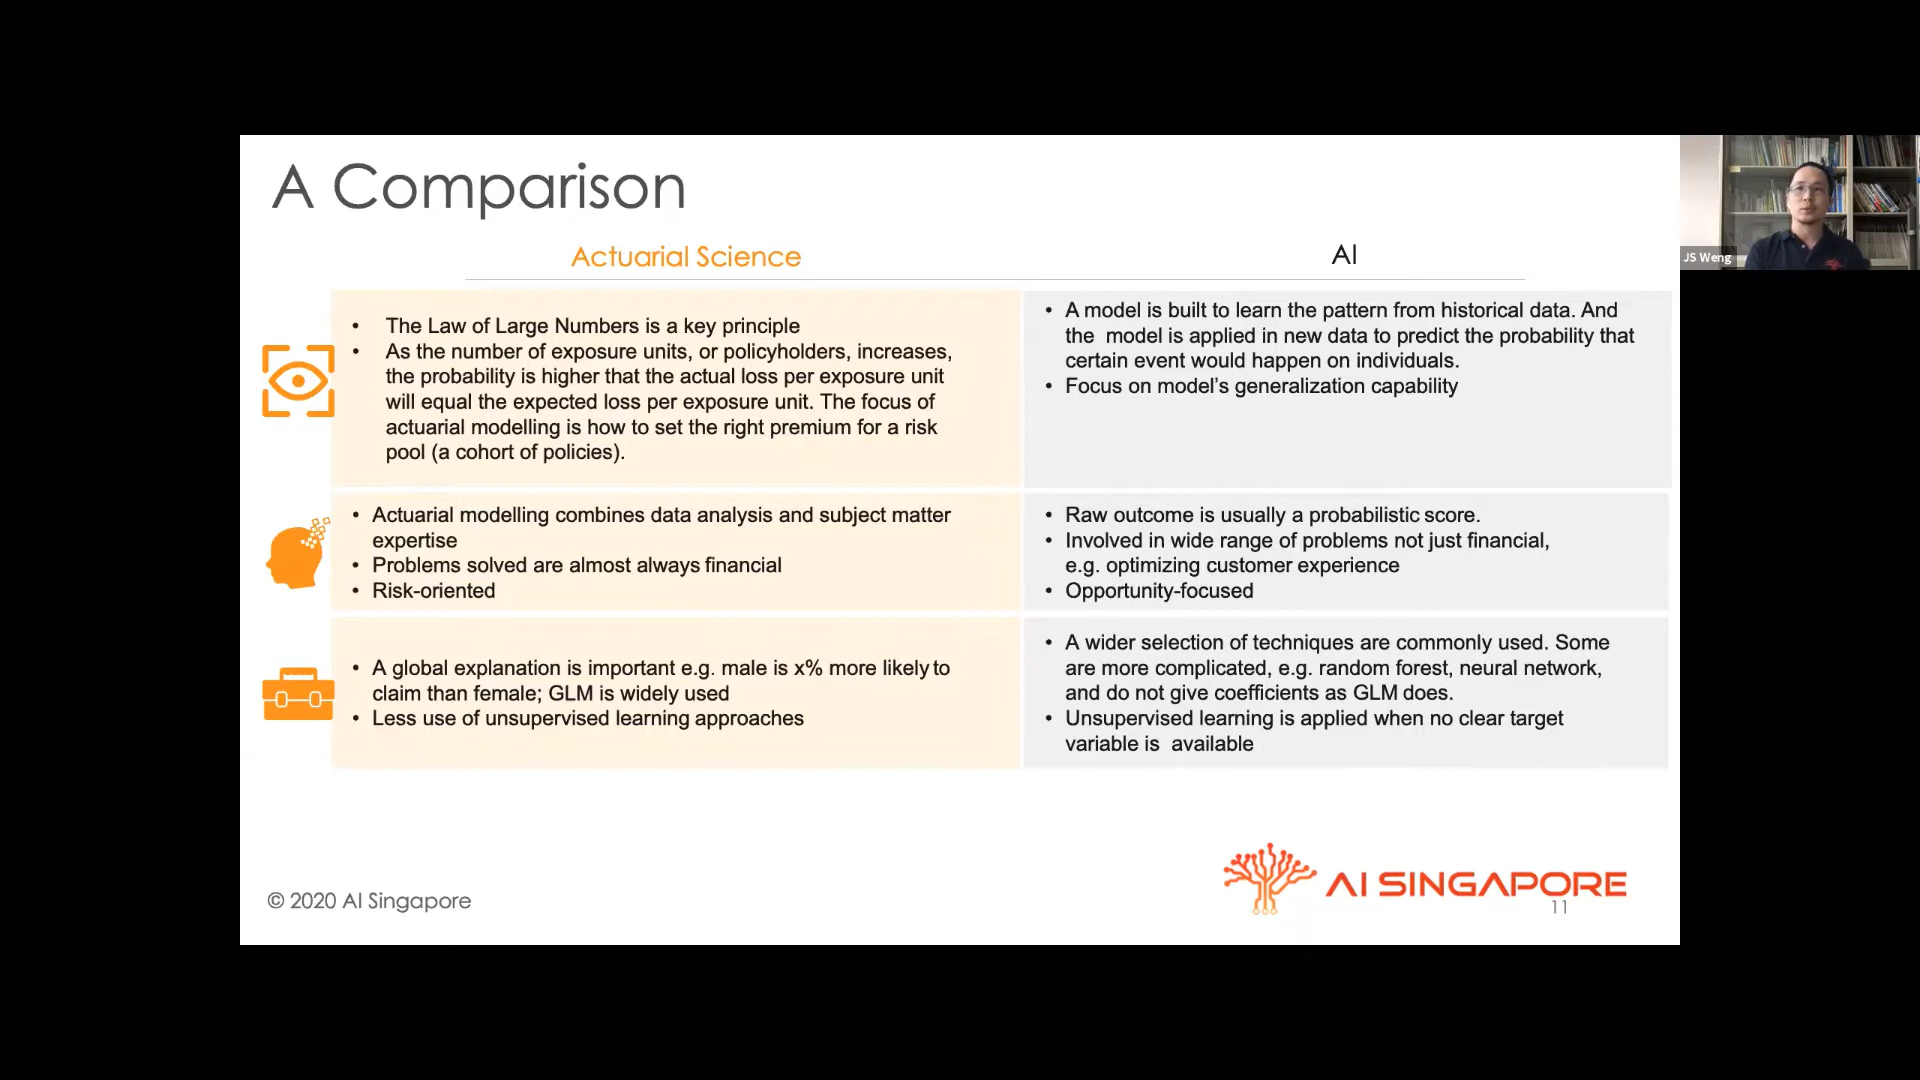 A Comparison
Actuarial Science
AI
• The Law of Large Numbers is a key principle
• As the number of exposure units, or policyholders, increases,
the probability is higher that the actual loss per exposure unit
will equal the expected loss per exposure unit. The focus of
actuarial modelling is how to set the right premium for a risk
pool (a cohort of policies).
• A model is built to learn the pattern from historical data. And
the model is applied in new data to predict the probability that
certain event would happen on individuals.
• Focus on model's generalization capability
• Actuarial modelling combines data analysis and subject matter
expertise
• Problems solved are almost always financial
• Risk-oriented
• Raw outcome is usually a probabilistic score.
• Involved in wide range of problems not just financial,
e.g. optimizing customer experience
• Opportunity-focused
• A global explanation is important e.g. male is x% more likely to
claim than female; GLM is widely used
• Less use of unsupervised learning approaches
• A wider selection of techniques are commonly used. Some
are more complicated, e.g. random forest, neural network,
and do not give coefficients as GLM does.
• Unsupervised learning is applied when no clear target
variable is available
© 2020 AI Singapore
AI SINGAPORE
11
JS Weng